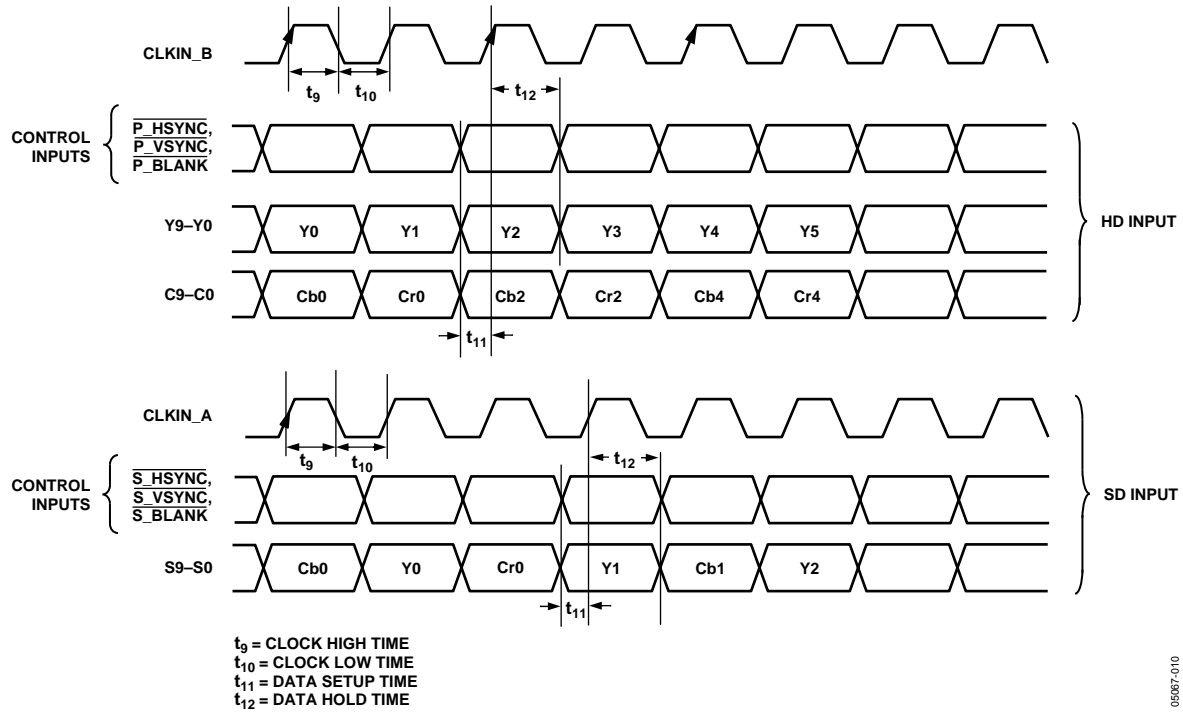 CLKIN_B
t9
t10
t12
CONTROL
INPUTS
P_HSYNC,
P_VSYNC,
P_BLANK
Y9–Y0
Y0
Y1
Y2
Y3
Y4
Y5
HD INPUT
C9–C0
Cb0
Cr0
Cb2
Cr2
Cb4
Cr4
t11
CLKIN_A
t9
t10
t12
CONTROL
INPUTS
S_HSYNC,
S_VSYNC,
S_BLANK
SD INPUT
S9–S0
Cb0
Y0
Cr0
Y1
Cb1
Y2
t11
t9 = CLOCK HIGH TIME
t10 = CLOCK LOW TIME
t11 = DATA SETUP TIME
t12 = DATA HOLD TIME
05067-010